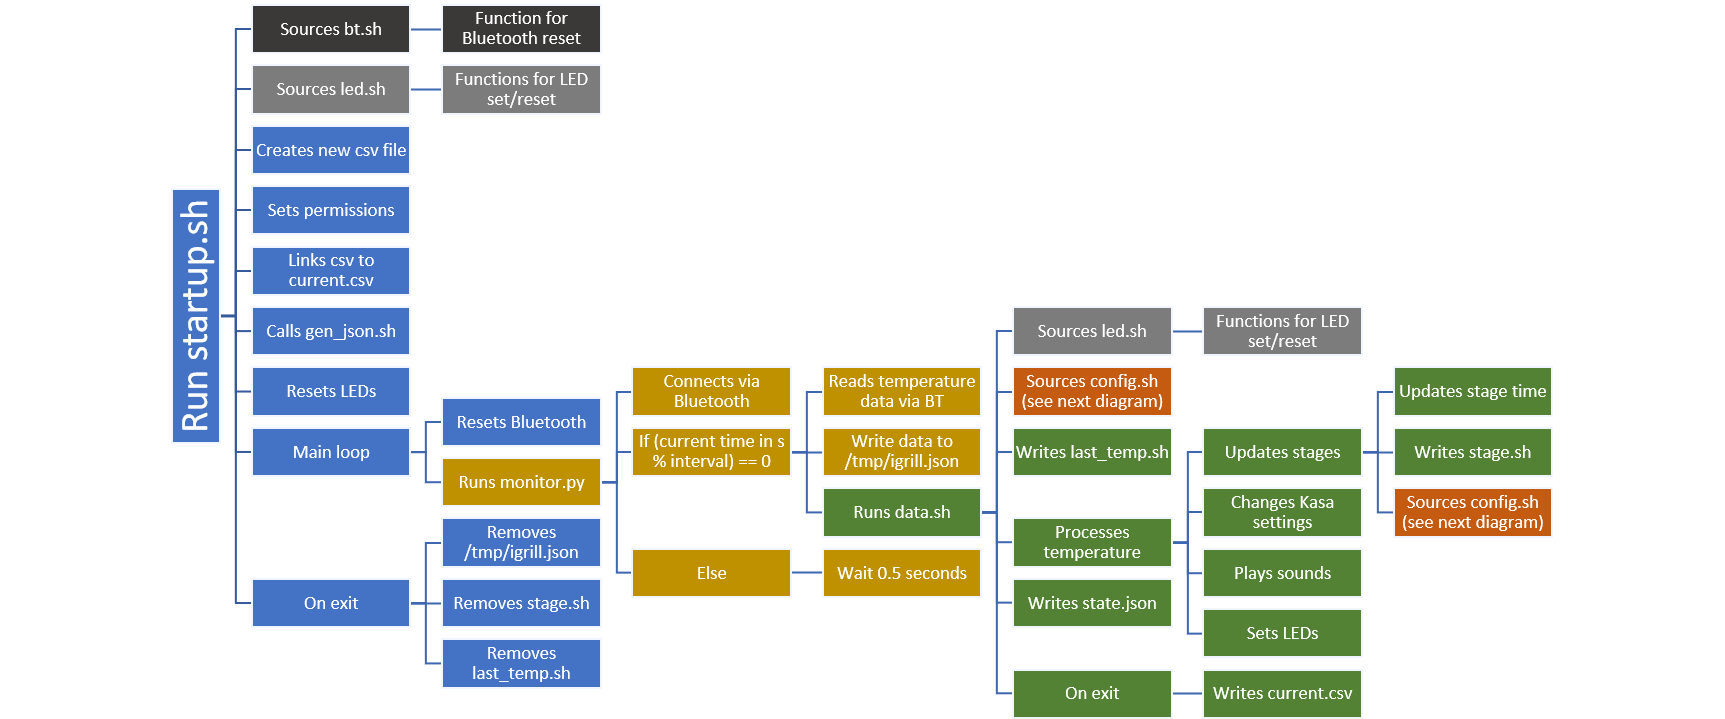 Run startup.sh
Sources bt.sh
Function for
Bluetooth reset
Sources led.sh
Functions for LED
set/reset
Creates new csv file
Sets permissions
Links csv to
current.csv
Calls gen_json.sh
Resets LEDs
Main loop
Resets Bluetooth
Runs monitor.py
Connects via
Bluetooth
If (current time in s
% interval) == 0
Reads temperature
data via BT
Write data to
/tmp/igrill.json
Runs data.sh
Sources led.sh
Functions for LED
set/reset
Sources config.sh
(see next diagram)
Writes last_temp.sh
Processes
temperature
Updates stages
Updates stage time
Writes stage.sh
Sources config.sh
(see next diagram)
Changes Kasa
settings
Plays sounds
Sets LEDs
Writes state.json
On exit
Writes current.csv
Else
Wait 0.5 seconds
On exit
Removes
/tmp/igrill.json
Removes stage.sh
Removes
last_temp.sh